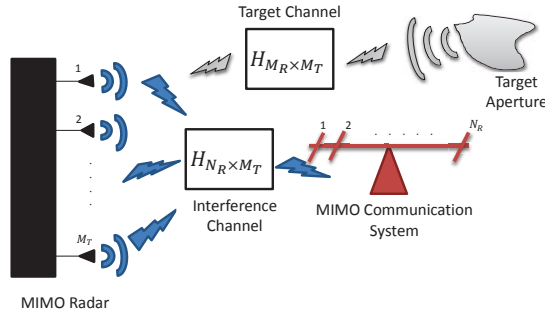 Target Channel
H_{M_R×M_T}
Target
Aperture
1
2
. . . .
M_T
MIMO Radar
H_{N_R×M_T}
Interference
Channel
1 2 . . . . . N_R
MIMO Communication
System